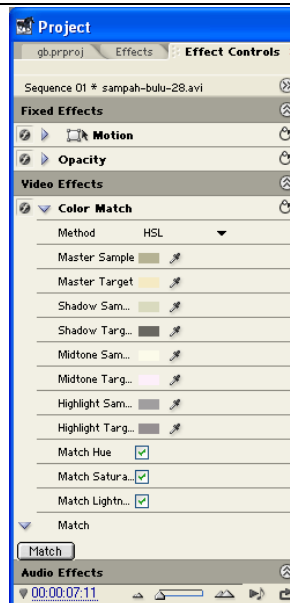 Project
gb.prproj Effects Effect Controls
Sequence 01 * sampah-bulu-28.avi
Fixed Effects
Motion
Opacity
Video Effects
Color Match
Method HSL
Master Sample
Master Target
Shadow Sam...
Shadow Targ...
Midtone Sam...
Midtone Targ...
Highlight Sam...
Highlight Targ...
Match Hue
Match Satura...
Match Lightn...
Match
Match
Audio Effects
00:00:07:11